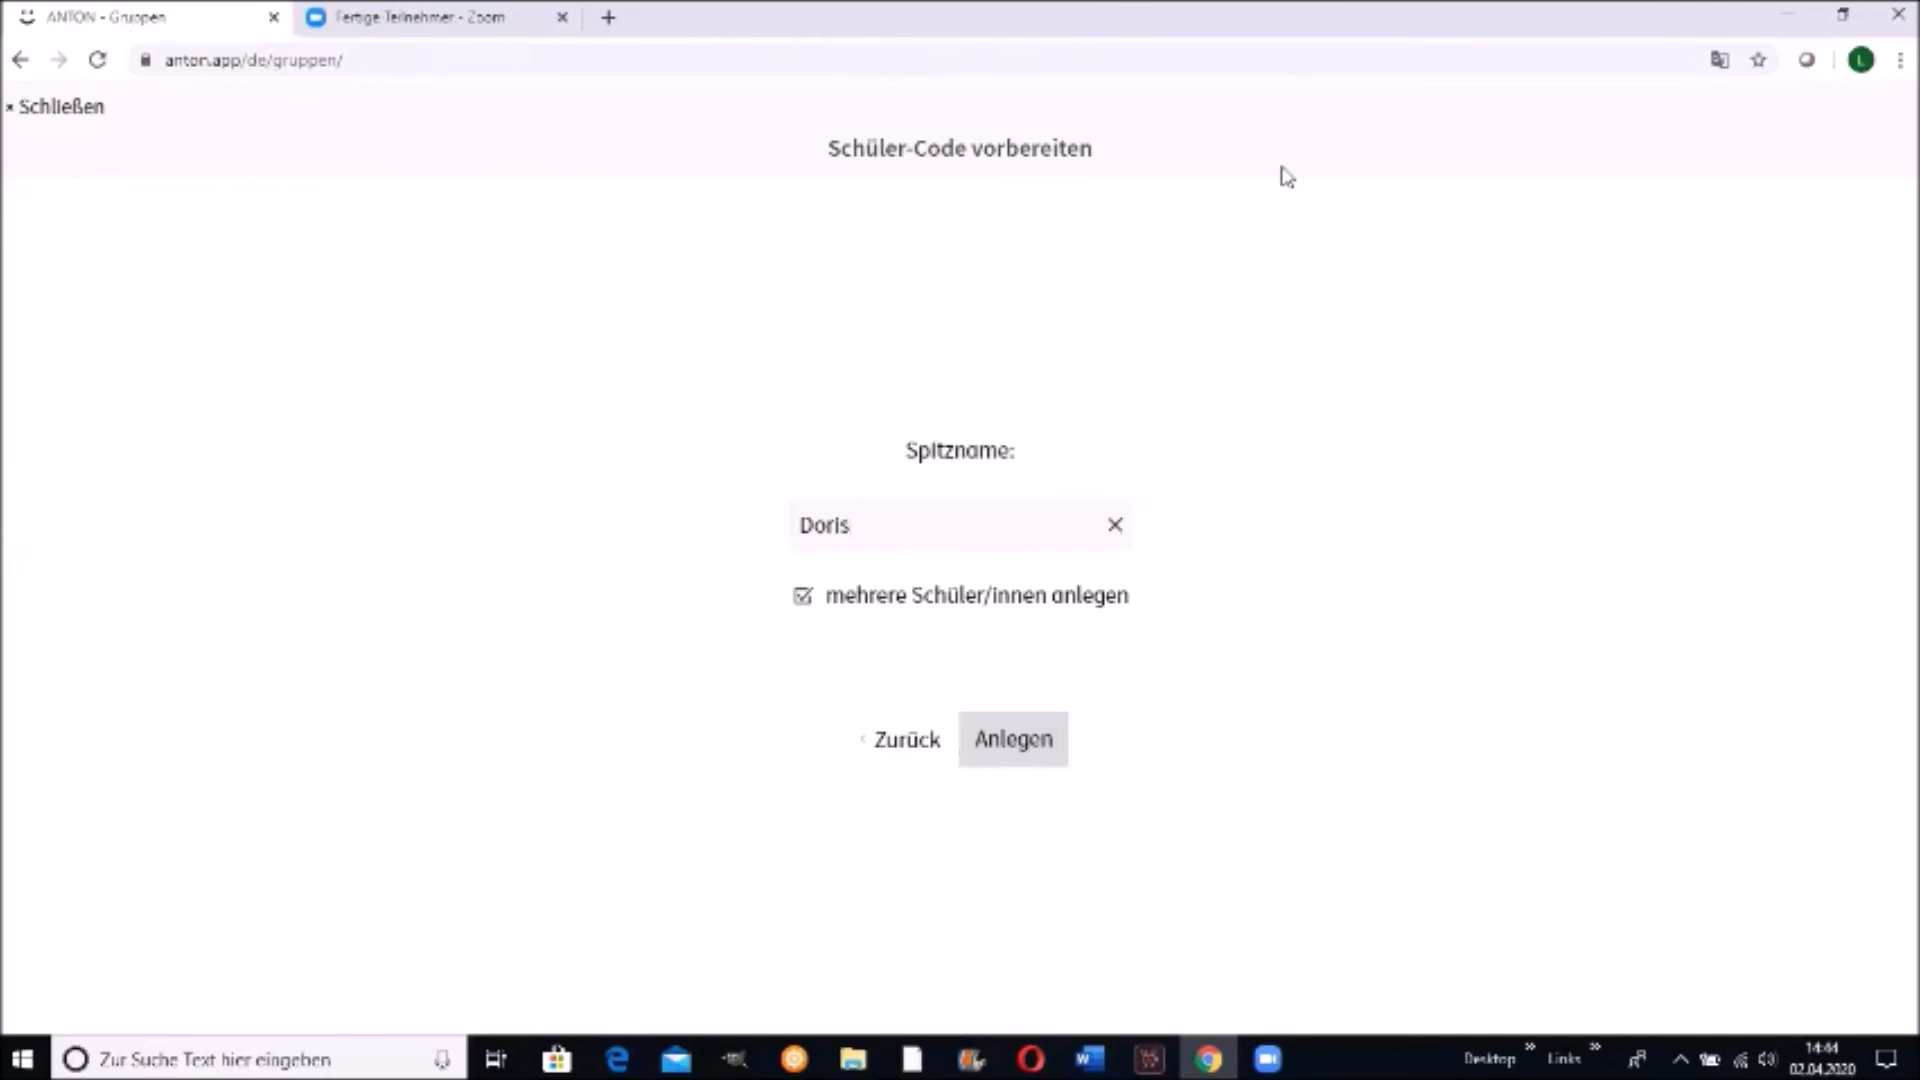 ANTON - Gruppen
Fertige Teilnehmer - Zoom
anton.app/de/gruppen/
L
× Schließen
Schüler-Code vorbereiten
Spitzname:
Doris
mehrere Schüler/innen anlegen
‹ Zurück
Anlegen
Zur Suche Text hier eingeben
Desktop
Links
14:44
02.04.2020